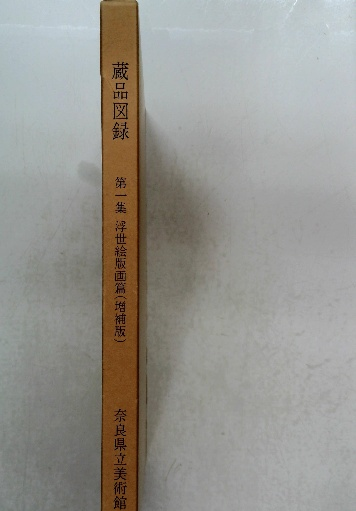 蔵品図録
第一集 浮世絵版画篇(増補版)
奈良県立美術館